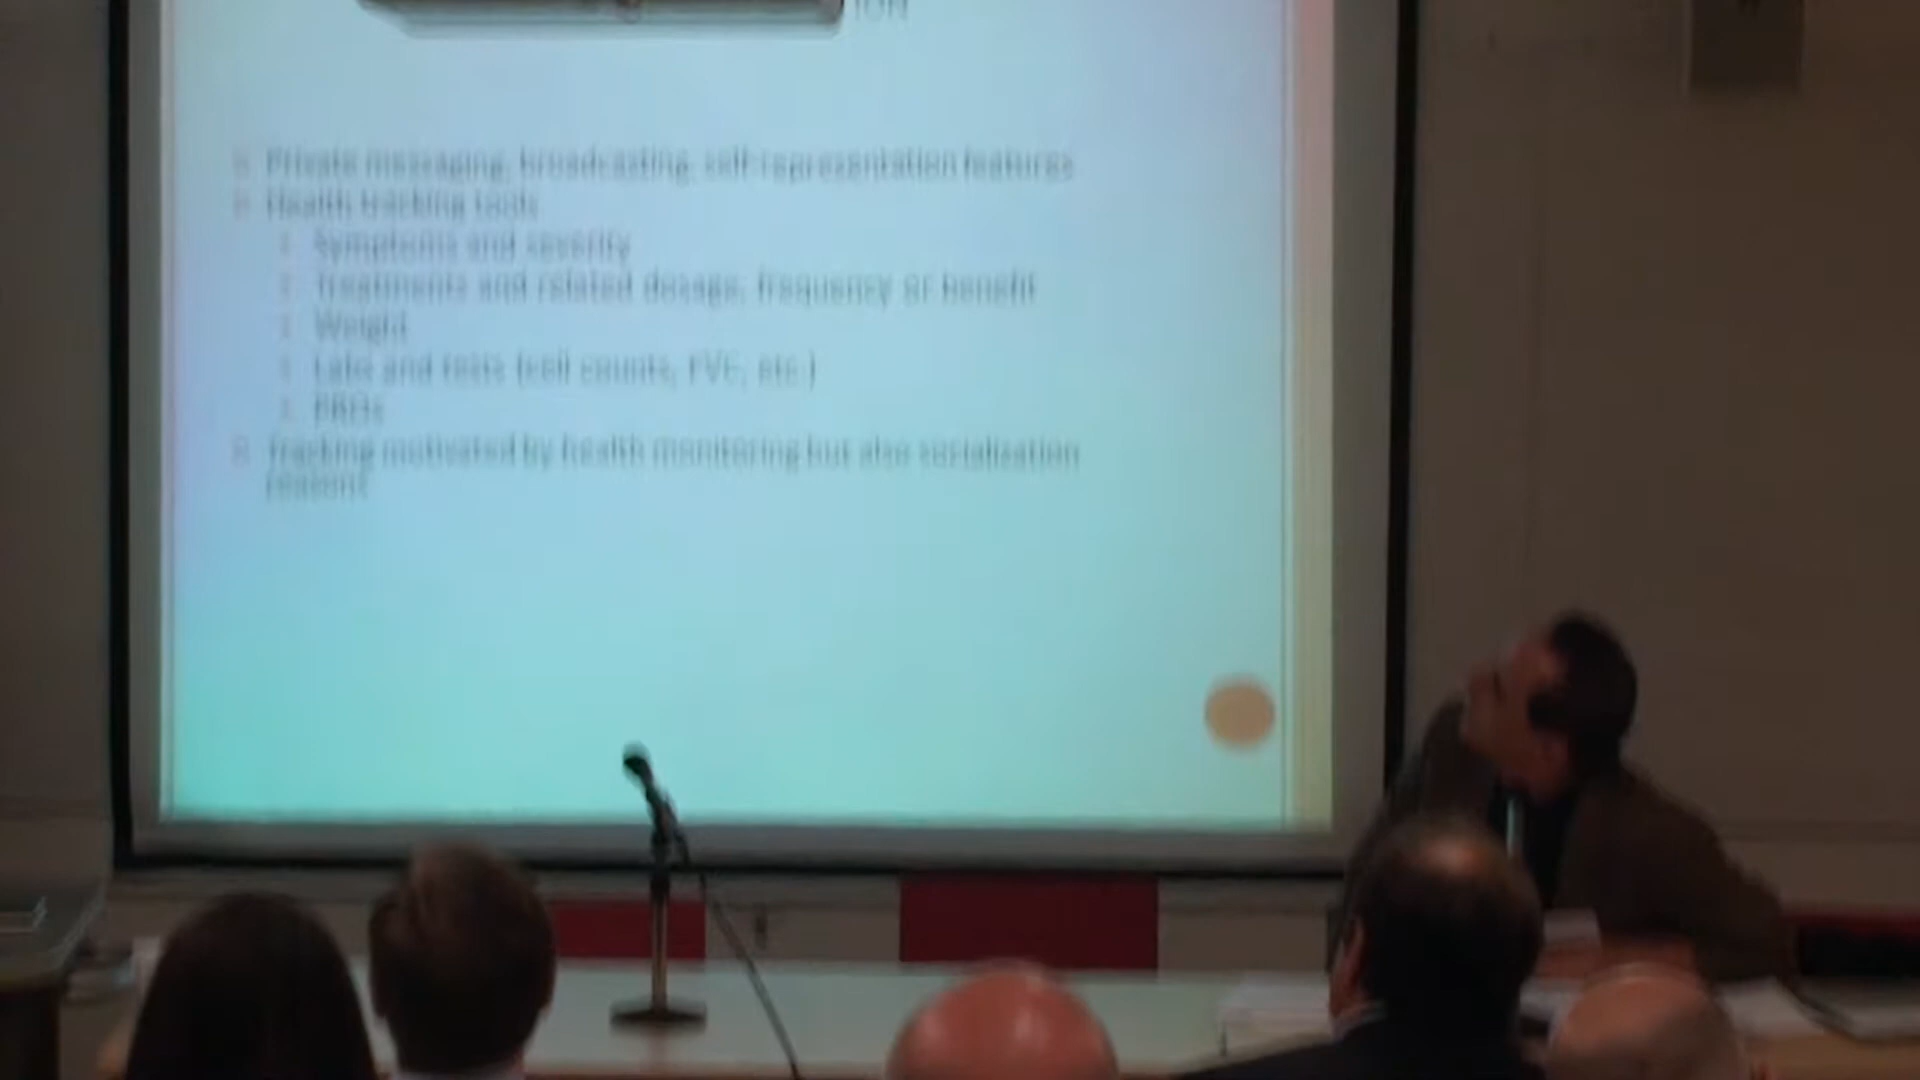 Private messaging, broadcasting, self-representation features
Health tracking tools
Symptoms and severity
Treatments and related dosage, frequency or benefit
Weight
Labs and tests (cell counts, FVC, etc.)
PROs
Tracking motivated by health monitoring but also socialization
reasons